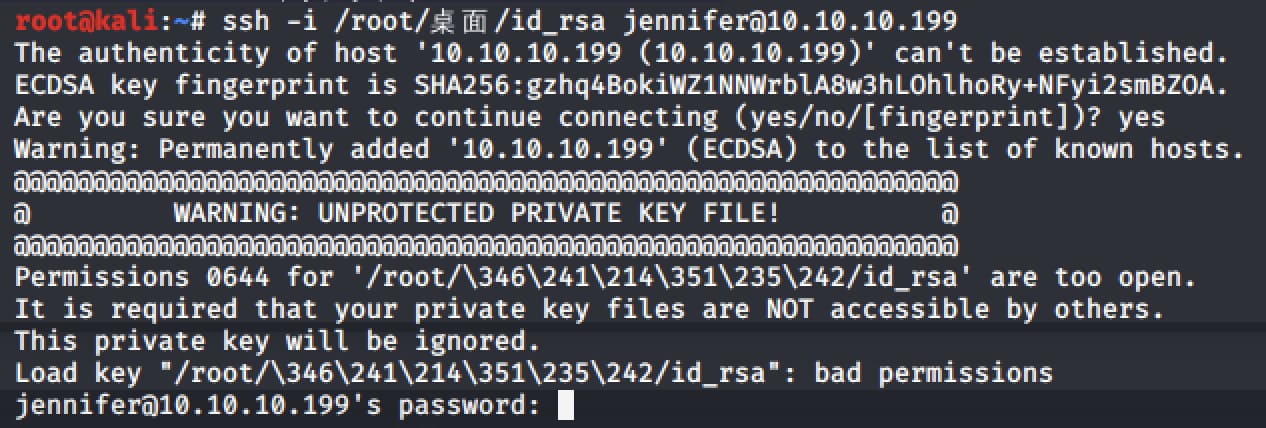 root@kali:~# ssh -i /root/桌面/id_rsa jennifer@10.10.10.199
The authenticity of host '10.10.10.199 (10.10.10.199)' can't be established.
ECDSA key fingerprint is SHA256:gzhq4BokiWZ1NNWrblA8w3hLOhlhoRy+NFyi2smBZOA.
Are you sure you want to continue connecting (yes/no/[fingerprint])? yes
Warning: Permanently added '10.10.10.199' (ECDSA) to the list of known hosts.
@@@@@@@@@@@@@@@@@@@@@@@@@@@@@@@@@@@@@@@@@@@@@@@@@@@@@@@@@@@
@         WARNING: UNPROTECTED PRIVATE KEY FILE!          @
@@@@@@@@@@@@@@@@@@@@@@@@@@@@@@@@@@@@@@@@@@@@@@@@@@@@@@@@@@@
Permissions 0644 for '/root/\346\241\214\351\235\242/id_rsa' are too open.
It is required that your private key files are NOT accessible by others.
This private key will be ignored.
Load key "/root/\346\241\214\351\235\242/id_rsa": bad permissions
jennifer@10.10.10.199's password: